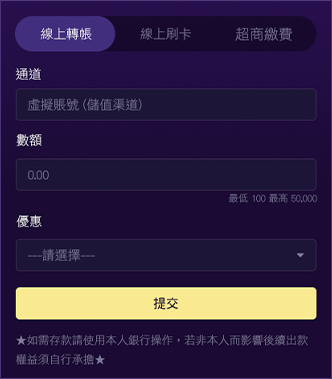 線上轉帳 線上刷卡 超商繳費
通道
虛擬賬號 (儲值渠道)
數額
0.00
最低 100 最高 50,000
優惠
---請選擇---
提交
★如需存款請使用本人銀行操作，若非本人而影響後續出款
權益須自行承擔★